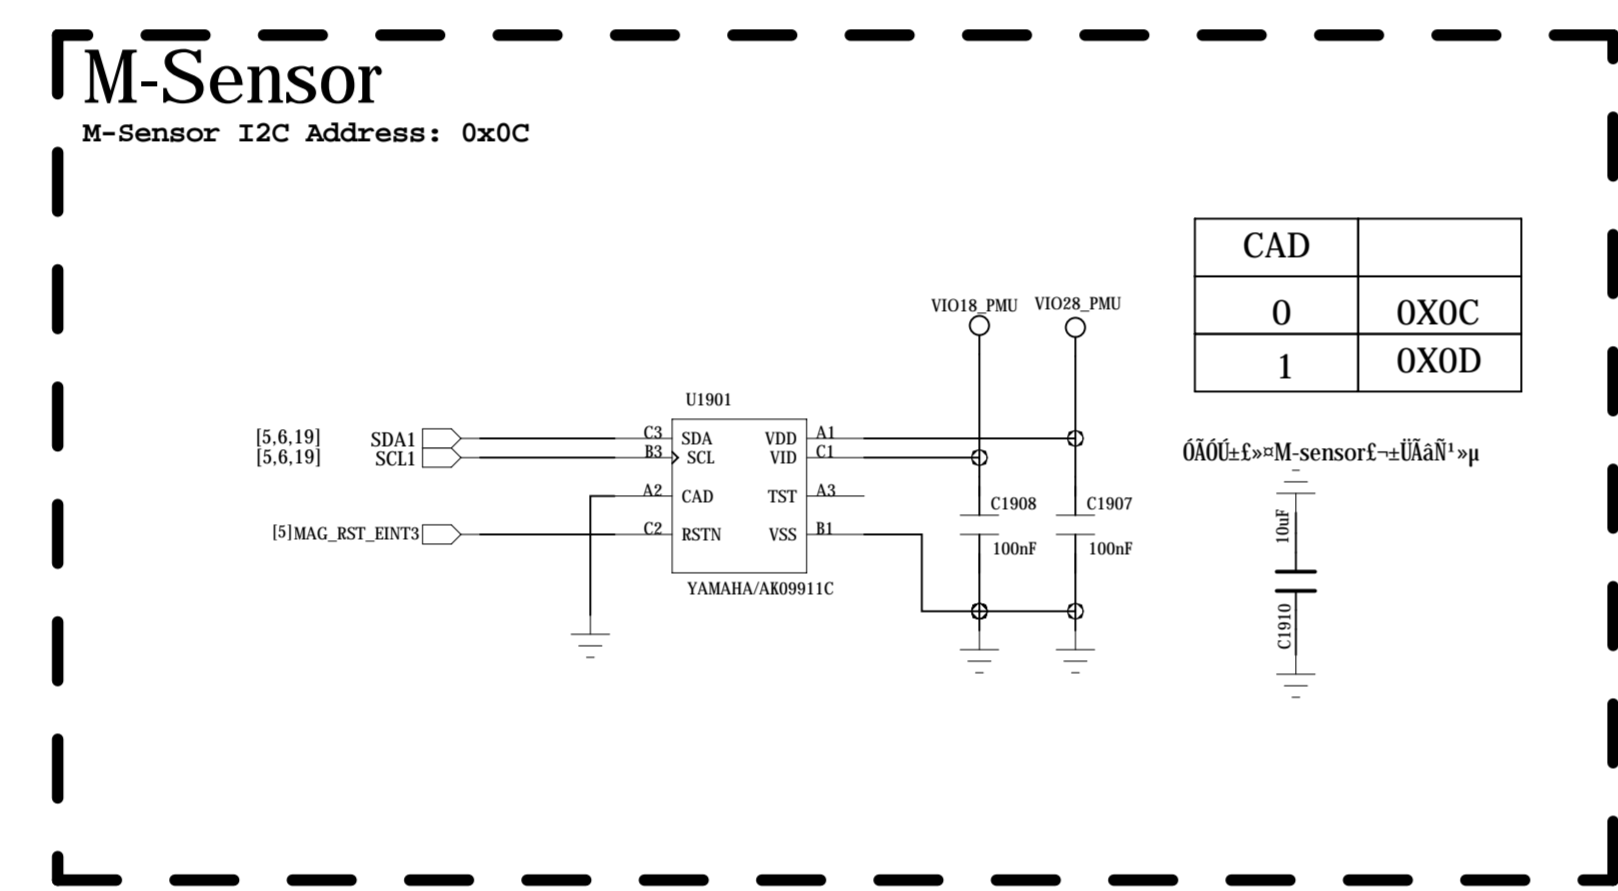 M-Sensor
M-Sensor I2C Address: 0x0C
CAD
0 0X0C
1 0X0D
VIO18_PMU VIO28_PMU
U1901
[5,6,19] SDA1 C3 SDA VDD A1
[5,6,19] SCL1 B3 SCL VID C1
A2 CAD TST A3
[5]MAG_RST_EINT3 C2 RSTN VSS B1
YAMAHA/AK09911C
C1908 C1907
100nF 100nF
ÓÃÓÚ±£»¤M-sensor£¬±ÜÃâÑ¹»µ
10uF
C1910